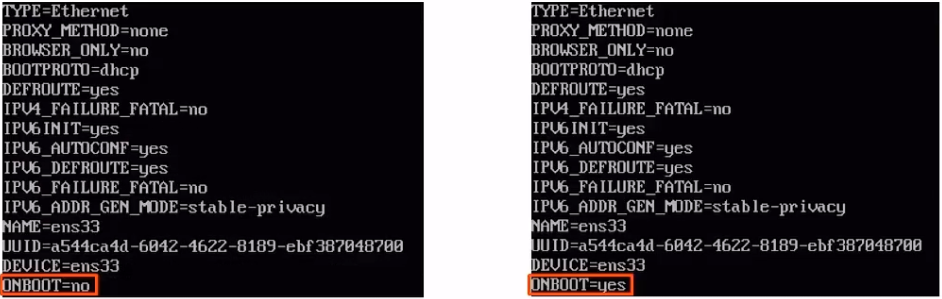 TYPE=Ethernet
PROXY_METHOD=none
BROWSER_ONLY=no
BOOTPROTO=dhcp
DEFROUTE=yes
IPV4_FAILURE_FATAL=no
IPV6INIT=yes
IPV6_AUTOCONF=yes
IPV6_DEFROUTE=yes
IPV6_FAILURE_FATAL=no
IPV6_ADDR_GEN_MODE=stable-privacy
NAME=ens33
UUID=a544ca4d-6042-4622-8189-ebf387048700
DEVICE=ens33
ONBOOT=no
TYPE=Ethernet
PROXY_METHOD=none
BROWSER_ONLY=no
BOOTPROTO=dhcp
DEFROUTE=yes
IPV4_FAILURE_FATAL=no
IPV6INIT=yes
IPV6_AUTOCONF=yes
IPV6_DEFROUTE=yes
IPV6_FAILURE_FATAL=no
IPV6_ADDR_GEN_MODE=stable-privacy
NAME=ens33
UUID=a544ca4d-6042-4622-8189-ebf387048700
DEVICE=ens33
ONBOOT=yes